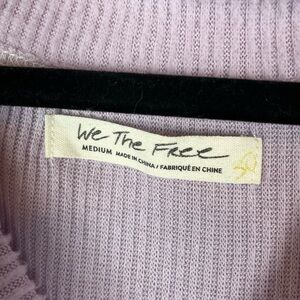 We The Free
MEDIUM MADE IN CHINA / FABRIQUÉ EN CHINE